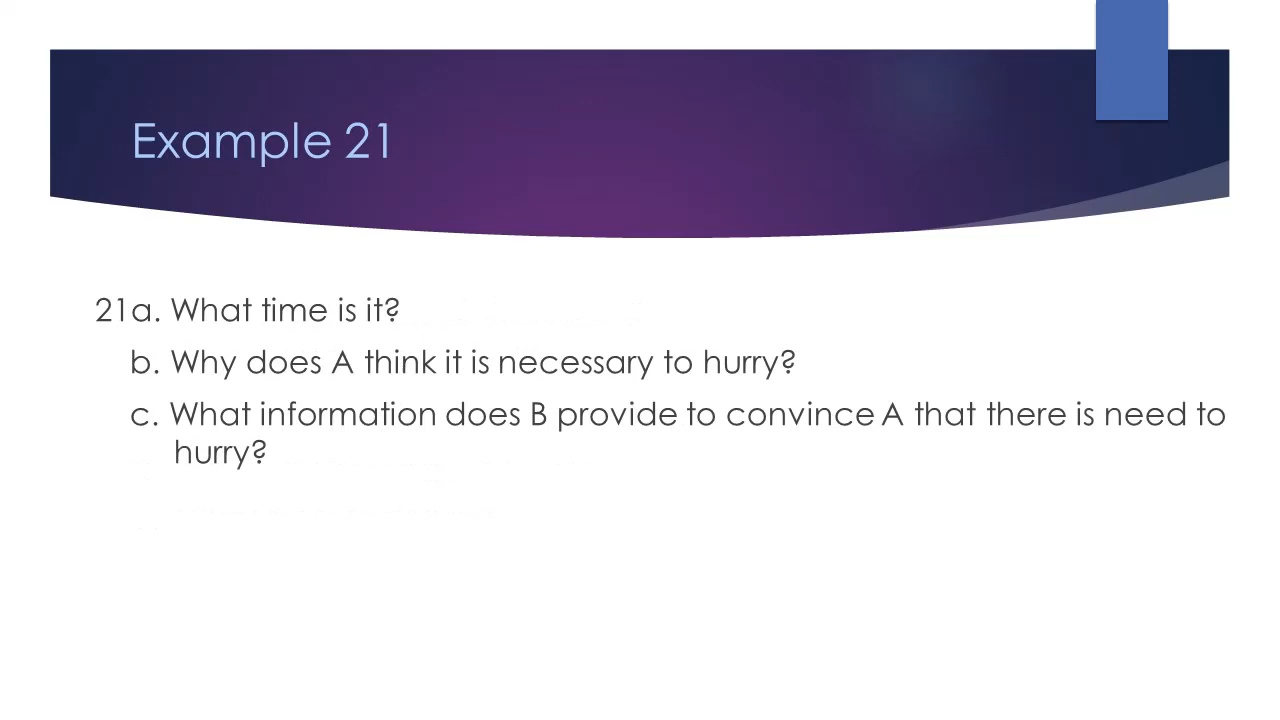 Example 21
21a. What time is it?
b. Why does A think it is necessary to hurry?
c. What information does B provide to convince A that there is need to
hurry?